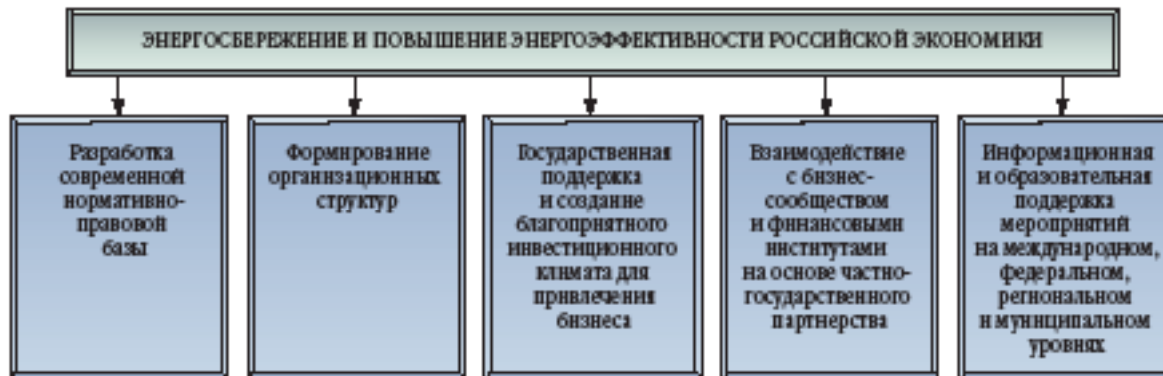 ЭНЕРГОСБЕРЕЖЕНИЕ И ПОВЫШЕНИЕ ЭНЕРГОЭФФЕКТИВНОСТИ РОССИЙСКОЙ ЭКОНОМИКИ
Разработка
современной
нормативно-
правовой
базы
Формирование
организационных
структур
Государственная
поддержка
и создание
благоприятного
инвестиционного
климата для
привлечения
бизнеса
Взаимодействие
с бизнес-
сообществом
и финансовыми
институтами
на основе частно-
государственного
партнерства
Информационная
и образовательная
поддержка
мероприятий
на международном,
федеральном,
региональном
и муниципальном
уровнях